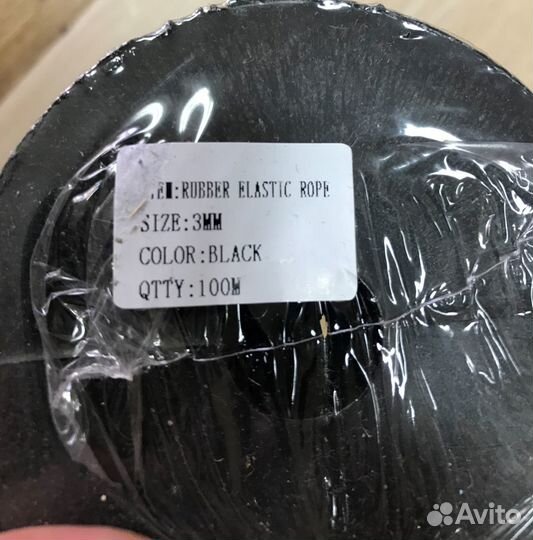 RUBBER ELASTIC ROPE
SIZE:3MM
COLOR:BLACK
QTTY:100M
Avito